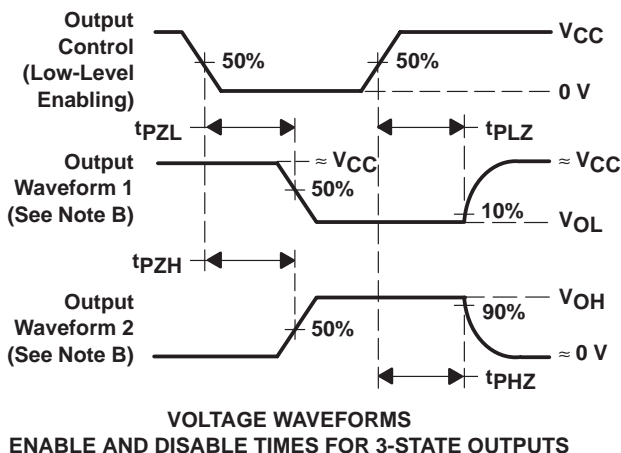 Output
Control
(Low-Level
Enabling)
50%
50%
VCC
0 V
tPZL
tPLZ
Output
Waveform 1
(See Note B)
≈ VCC
50%
≈ VCC
10%
VOL
tPZH
Output
Waveform 2
(See Note B)
50%
VOH
90%
≈ 0 V
tPHZ
VOLTAGE WAVEFORMS
ENABLE AND DISABLE TIMES FOR 3-STATE OUTPUTS